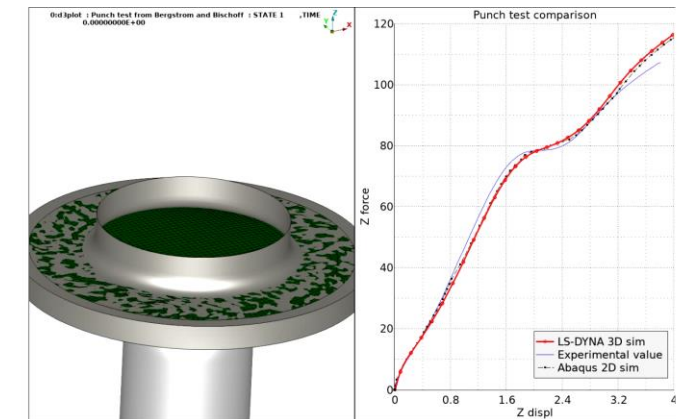 0:d3plot : Punch test from Bergstrom and Bischoff : STATE 1 ,TIME
0.00000000E+00
Z
Y
X
Punch test comparison
120
100
80
60
40
20
0
Z force
0 0.8 1.6 2.4 3.2 4
Z displ
LS-DYNA 3D sim
Experimental value
Abaqus 2D sim